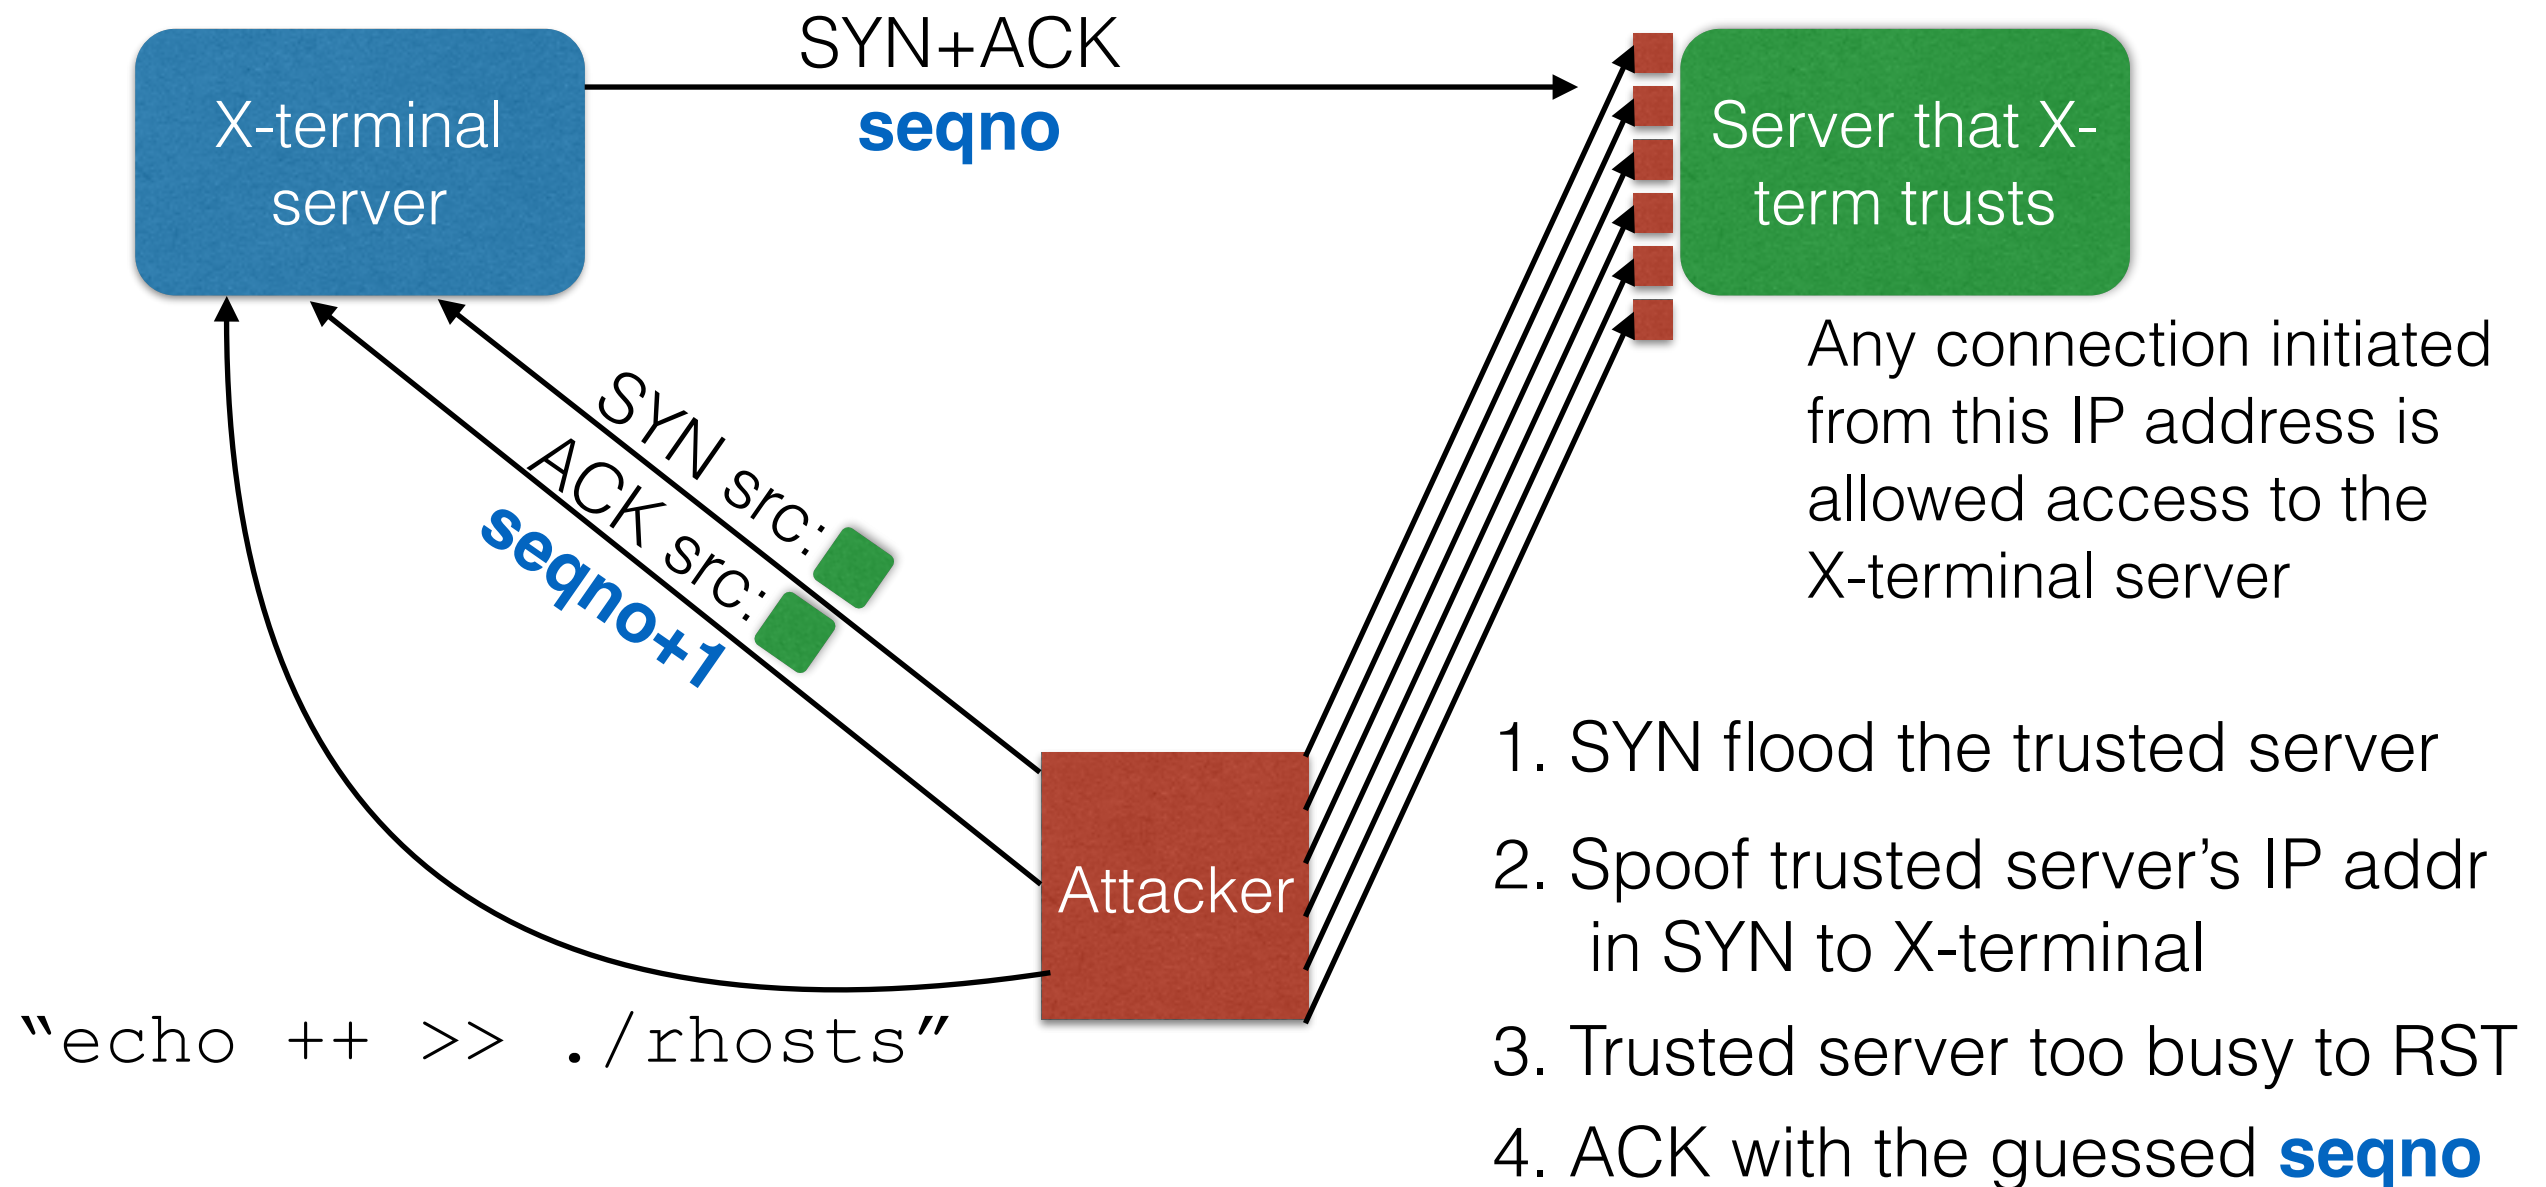 SYN+ACK
seqno
X-terminal
server
Server that X-
term trusts
Any connection initiated
from this IP address is
allowed access to the
X-terminal server
SYN src:
ACK src:
seqno+1
Attacker
“echo ++ >> ./rhosts”
1. SYN flood the trusted server
2. Spoof trusted server’s IP addr
in SYN to X-terminal
3. Trusted server too busy to RST
4. ACK with the guessed seqno